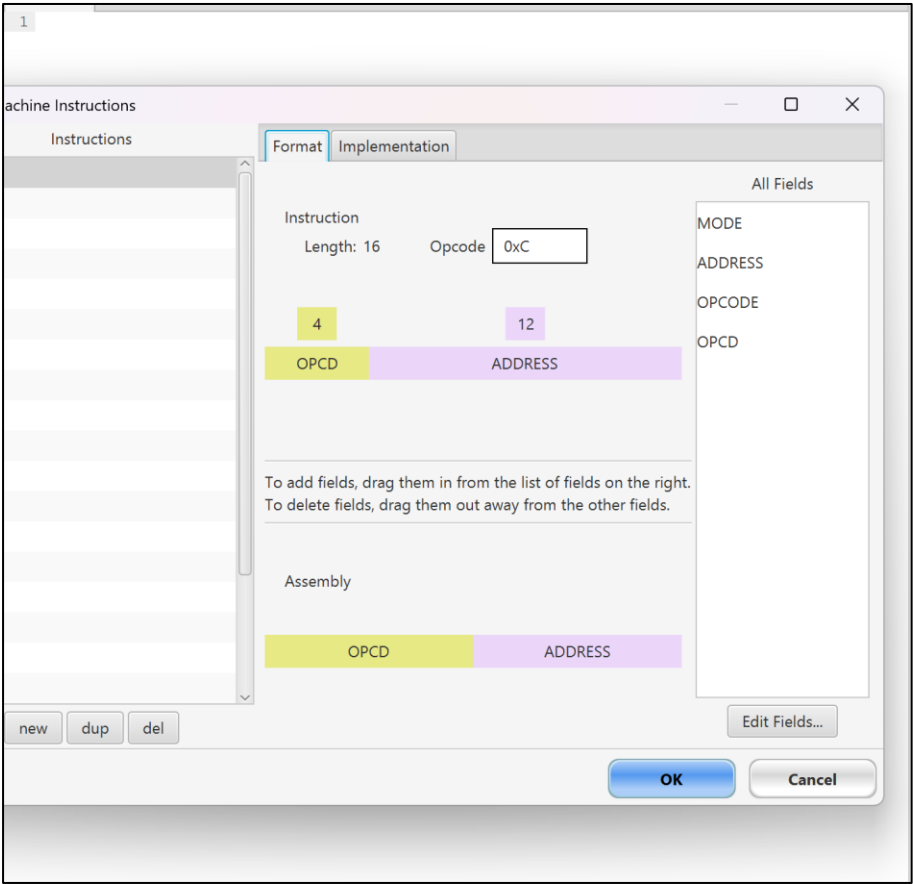 1
achine Instructions
Instructions
Format Implementation
All Fields
Instruction
Length: 16 Opcode 0xC
MODE
ADDRESS
OPCODE
OPCD
4 12
OPCD ADDRESS
To add fields, drag them in from the list of fields on the right.
To delete fields, drag them out away from the other fields.
Assembly
OPCD ADDRESS
new dup del
Edit Fields...
OK Cancel